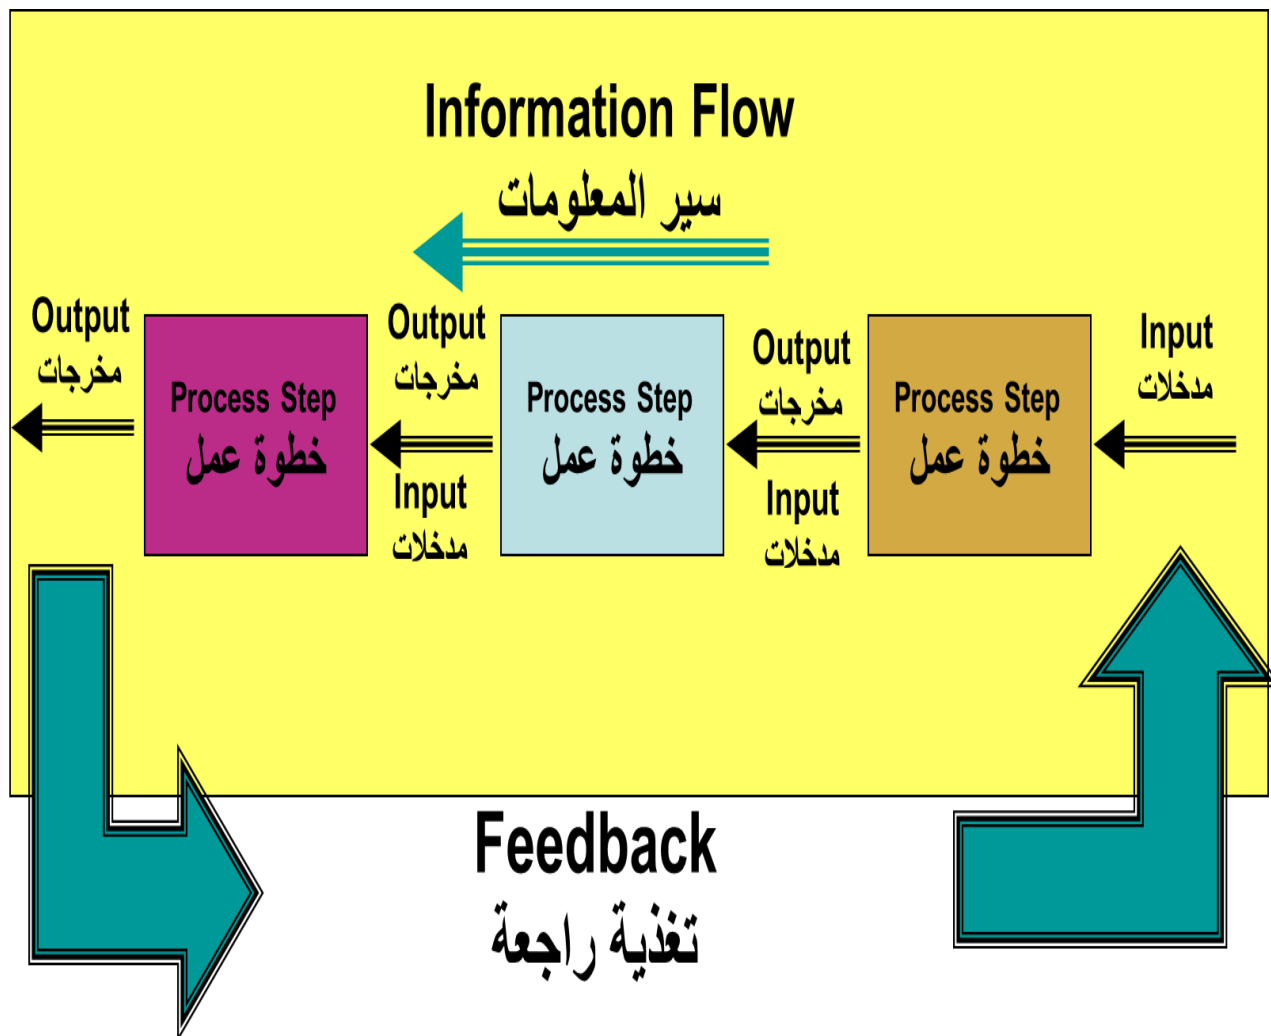 Information Flow
سير المعلومات
Output
مخرجات
Process Step
خطوة عمل
Output
مخرجات
Input
مدخلات
Process Step
خطوة عمل
Output
مخرجات
Input
مدخلات
Process Step
خطوة عمل
Input
مدخلات
Feedback
تغذية راجعة